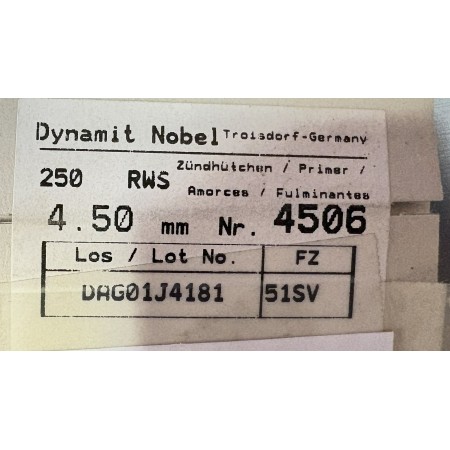 Dynamit Nobel Troisdorf-Germany
250 RWS Zündhütchen / Primer /
Amorces / Fulminantes
4.50 mm Nr. 4506
Los / Lot No. FZ
DAG01J4181 51SV